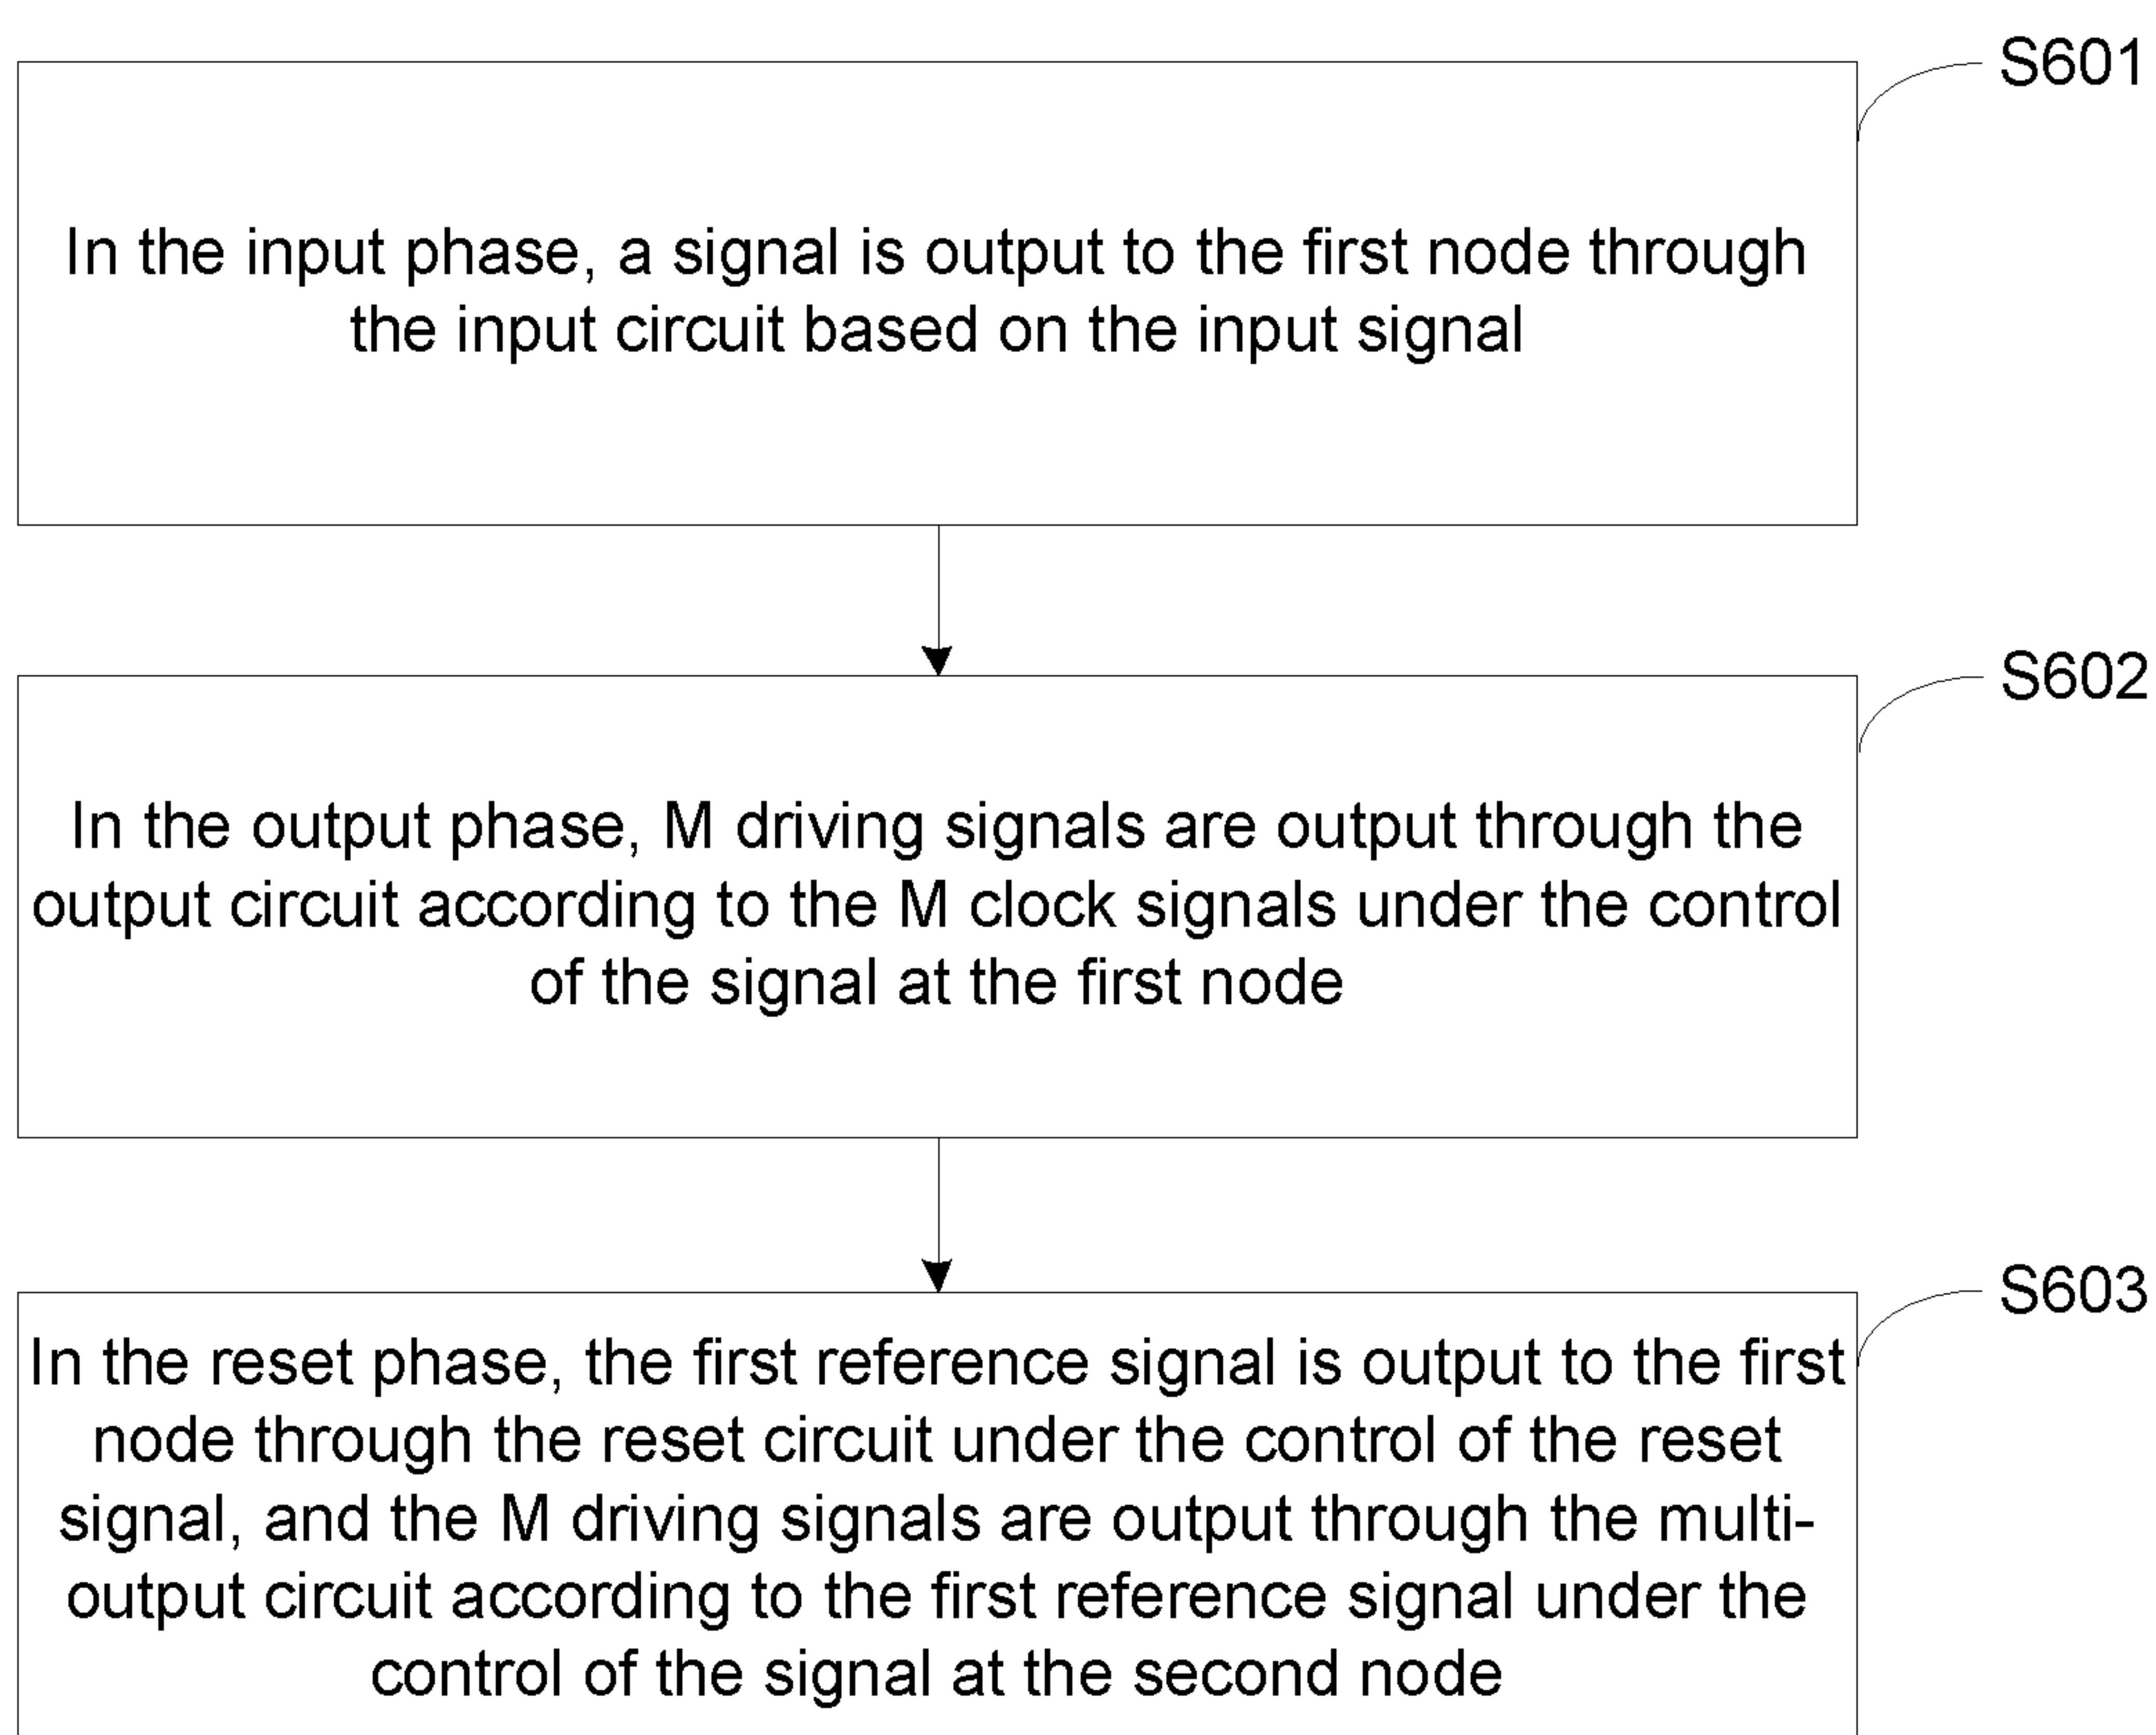 S601
In the input phase, a signal is output to the first node through
the input circuit based on the input signal
S602
In the output phase, M driving signals are output through the
output circuit according to the M clock signals under the control
of the signal at the first node
S603
In the reset phase, the first reference signal is output to the first
node through the reset circuit under the control of the reset
signal, and the M driving signals are output through the multi-
output circuit according to the first reference signal under the
control of the signal at the second node